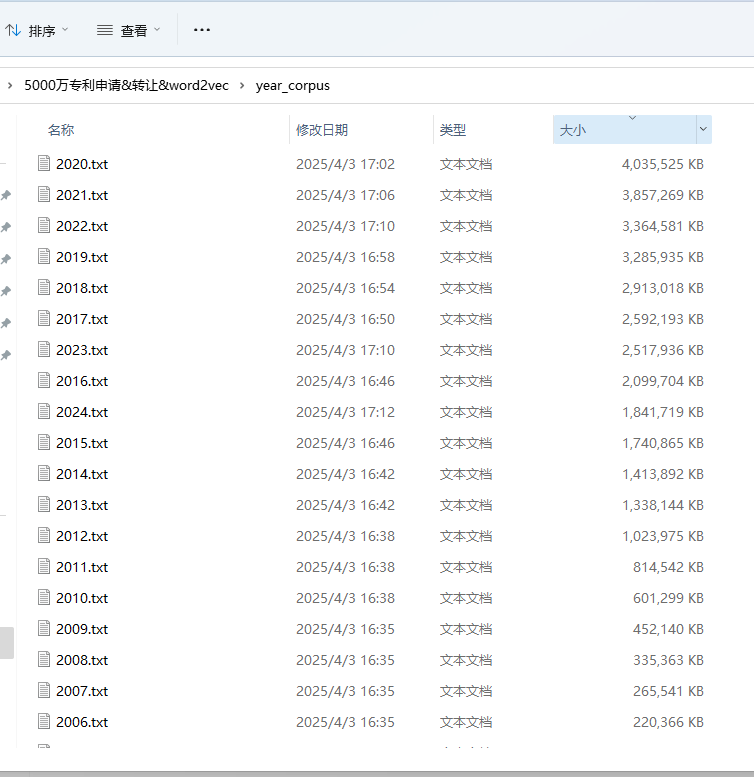 排序 查看 ...
5000万专利申请&转让&word2vec > year_corpus
名称 修改日期 类型 大小
2020.txt 2025/4/3 17:02 文本文档 4,035,525 KB
2021.txt 2025/4/3 17:06 文本文档 3,857,269 KB
2022.txt 2025/4/3 17:10 文本文档 3,364,581 KB
2019.txt 2025/4/3 16:58 文本文档 3,285,935 KB
2018.txt 2025/4/3 16:54 文本文档 2,913,018 KB
2017.txt 2025/4/3 16:50 文本文档 2,592,193 KB
2023.txt 2025/4/3 17:10 文本文档 2,517,936 KB
2016.txt 2025/4/3 16:46 文本文档 2,099,704 KB
2024.txt 2025/4/3 17:12 文本文档 1,841,719 KB
2015.txt 2025/4/3 16:46 文本文档 1,740,865 KB
2014.txt 2025/4/3 16:42 文本文档 1,413,892 KB
2013.txt 2025/4/3 16:42 文本文档 1,338,144 KB
2012.txt 2025/4/3 16:38 文本文档 1,023,975 KB
2011.txt 2025/4/3 16:38 文本文档 814,542 KB
2010.txt 2025/4/3 16:38 文本文档 601,299 KB
2009.txt 2025/4/3 16:35 文本文档 452,140 KB
2008.txt 2025/4/3 16:35 文本文档 335,363 KB
2007.txt 2025/4/3 16:35 文本文档 265,541 KB
2006.txt 2025/4/3 16:35 文本文档 220,366 KB